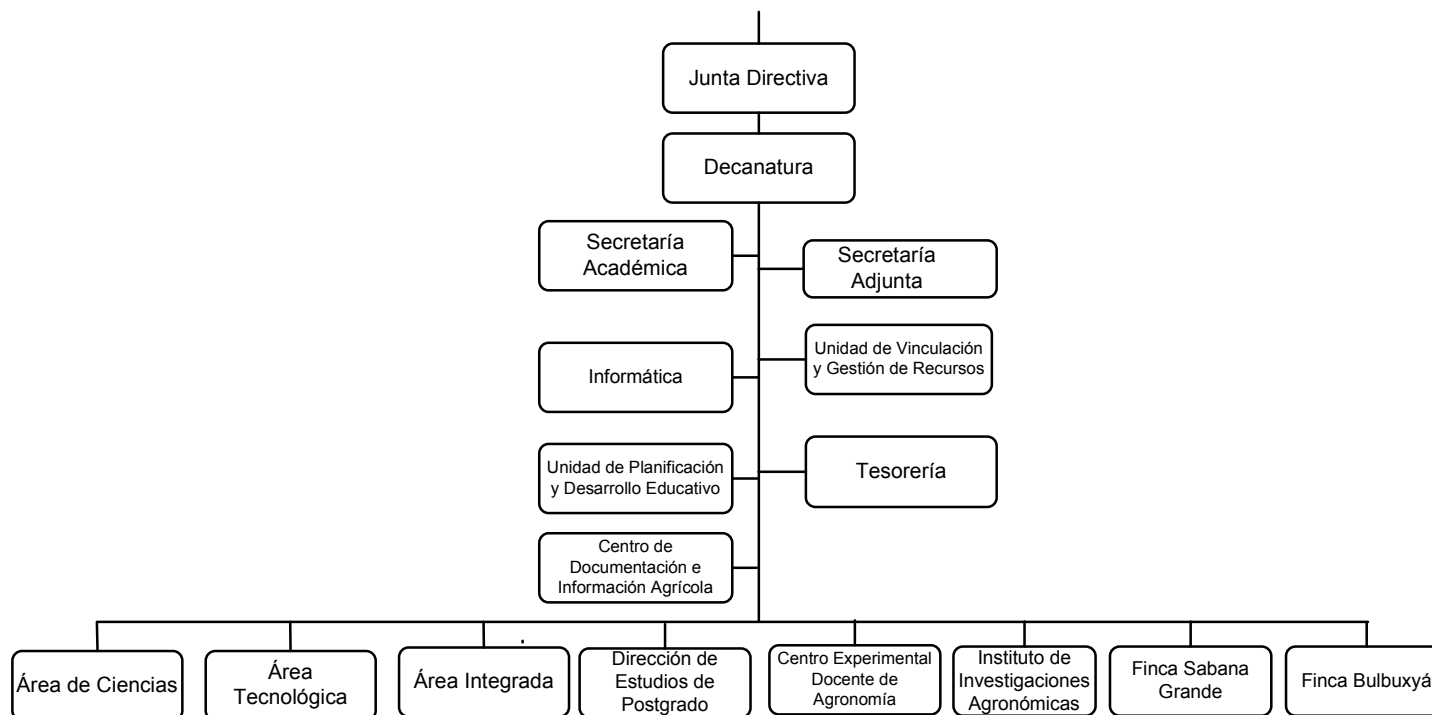 Junta Directiva
Decanatura
Secretaría
Académica
Secretaría
Adjunta
Unidad de Vinculación
y Gestión de Recursos
Informática
Unidad de Planificación
y Desarrollo Educativo
Tesorería
Centro de
Documentación e
Información Agrícola
Área de Ciencias
Área
Tecnológica
Área Integrada
Dirección de
Estudios de
Postgrado
Centro Experimental
Docente de
Agronomía
Instituto de
Investigaciones
Agronómicas
Finca Sabana
Grande
Finca Bulbuxyá